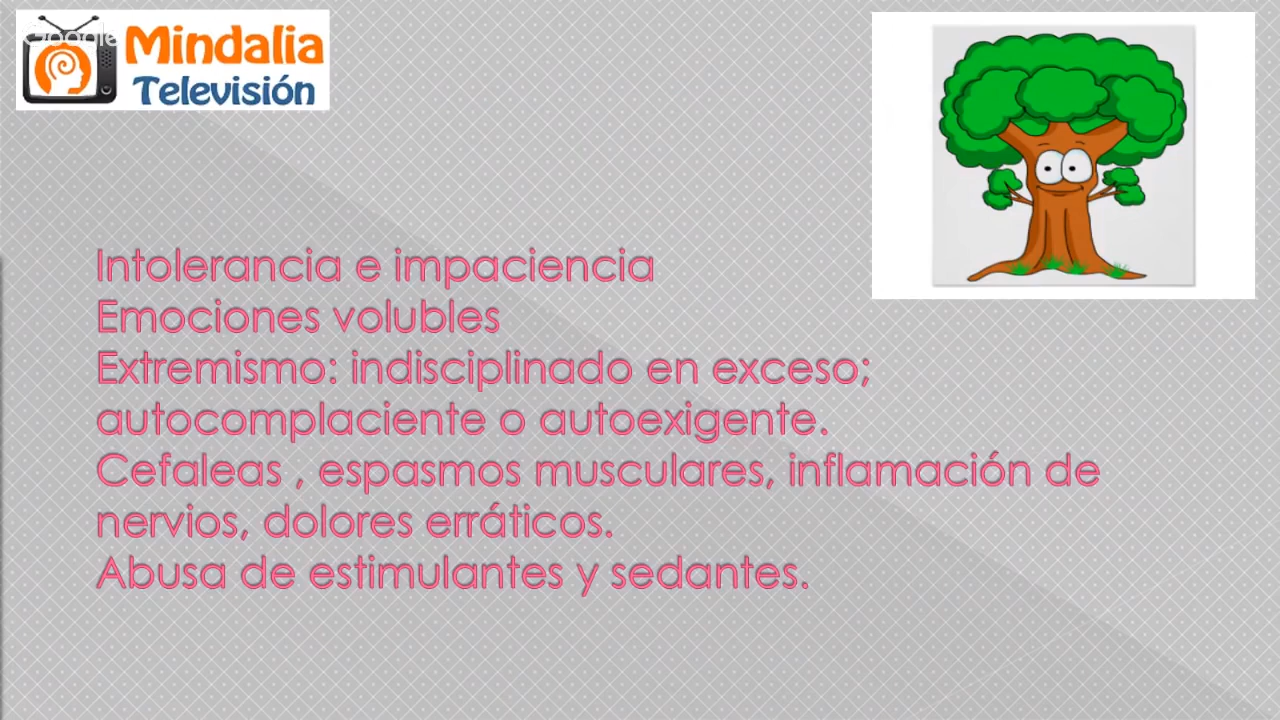 Google
Mindalia
Televisión
Intolerancia e impaciencia
Emociones volubles
Extremismo: indisciplinado en exceso;
autocomplaciente o autoexigente.
Cefaleas , espasmos musculares, inflamación de
nervios, dolores erráticos.
Abusa de estimulantes y sedantes.